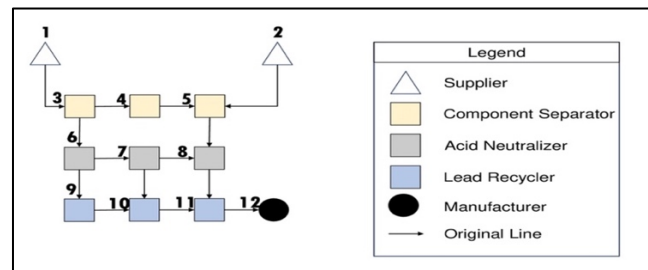 1
2
3
4
5
6
7
8
9
10
11
12
Legend
Supplier
Component Separator
Acid Neutralizer
Lead Recycler
Manufacturer
Original Line